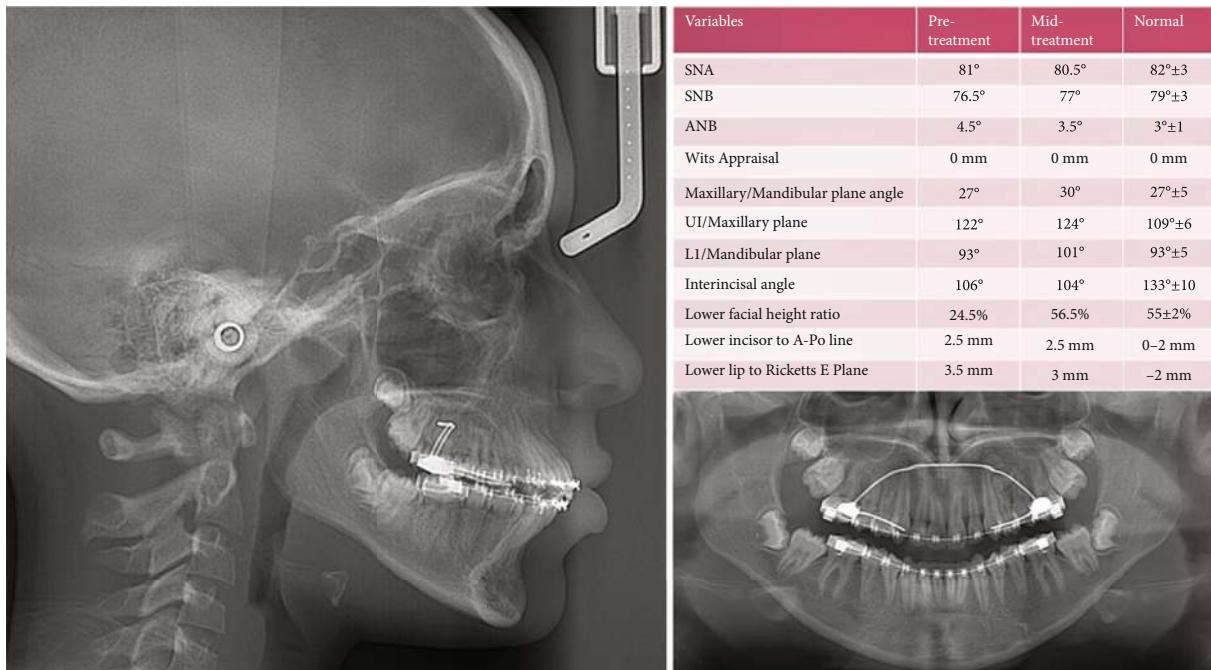 Variables Pre-treatment Mid-treatment Normal
SNA 81° 80.5° 82°±3
SNB 76.5° 77° 79°±3
ANB 4.5° 3.5° 3°±1
Wits Appraisal 0 mm 0 mm 0 mm
Maxillary/Mandibular plane angle 27° 30° 27°±5
UI/Maxillary plane 122° 124° 109°±6
L1/Mandibular plane 93° 101° 93°±5
Interincisal angle 106° 104° 133°±10
Lower facial height ratio 24.5% 56.5% 55±2%
Lower incisor to A-Po line 2.5 mm 2.5 mm 0–2 mm
Lower lip to Ricketts E Plane 3.5 mm 3 mm –2 mm